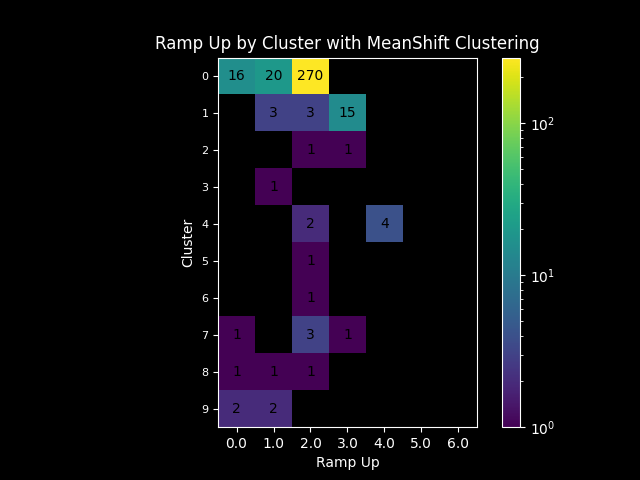 Ramp Up by Cluster with MeanShift Clustering
0 16 20 270
1 3 3 15
2 1 1
3 1
4 2 4
5 1
6 1
7 1 3 1
8 1 1 1
9 2 2
0.0 1.0 2.0 3.0 4.0 5.0 6.0
Ramp Up
Cluster
10²
10¹
10⁰